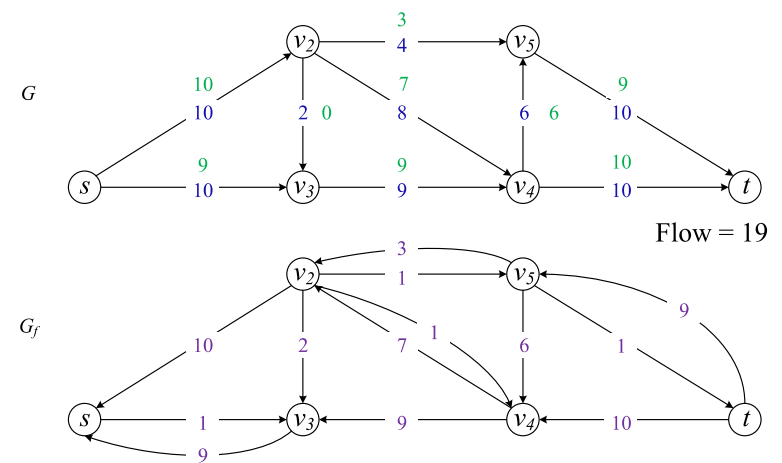 3
v2 4 v5
10 7 9
G 10 2 0 8 6 6 10
9 9 10
s 10 v3 9 v4 10 t
Flow = 19
3
v2 1 v5
9
Gf 10 2 7 1 6 1
s 1 v3 9 v4 10 t
9